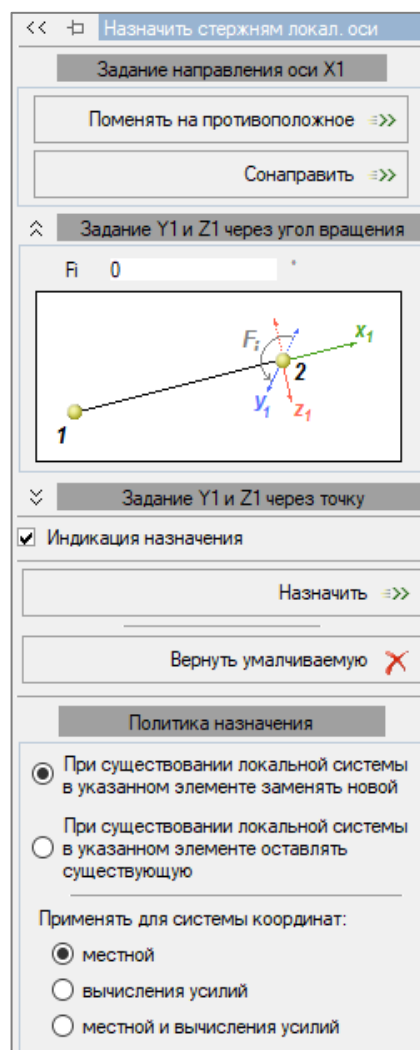 << Назначить стержням локал. оси
Задание направления оси X1
Поменять на противоположное
Сонаправить
Задание Y1 и Z1 через угол вращения
Fi 0 °
Fᵢ x₁
2
y₁ z₁
1
Задание Y1 и Z1 через точку
Индикация назначения
Назначить
Вернуть умалчиваемую
Политика назначения
При существовании локальной системы
в указанном элементе заменять новой
При существовании локальной системы
в указанном элементе оставлять
существующую
Применять для системы координат:
местной
вычисления усилий
местной и вычисления усилий